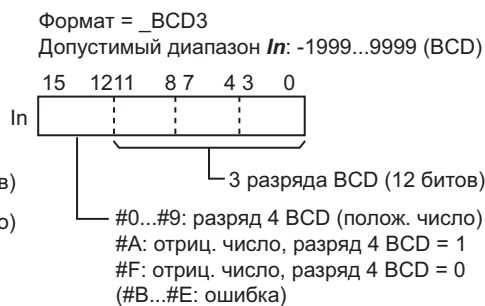 Формат = _BCD3
Допустимый диапазон In: -1999...9999 (BCD)
15 1211 8 7 4 3 0
In
3 разряда BCD (12 битов)
в)
#0...#9: разряд 4 BCD (полож. число)
о)
#A: отриц. число, разряд 4 BCD = 1
#F: отриц. число, разряд 4 BCD = 0
(#B...#E: ошибка)